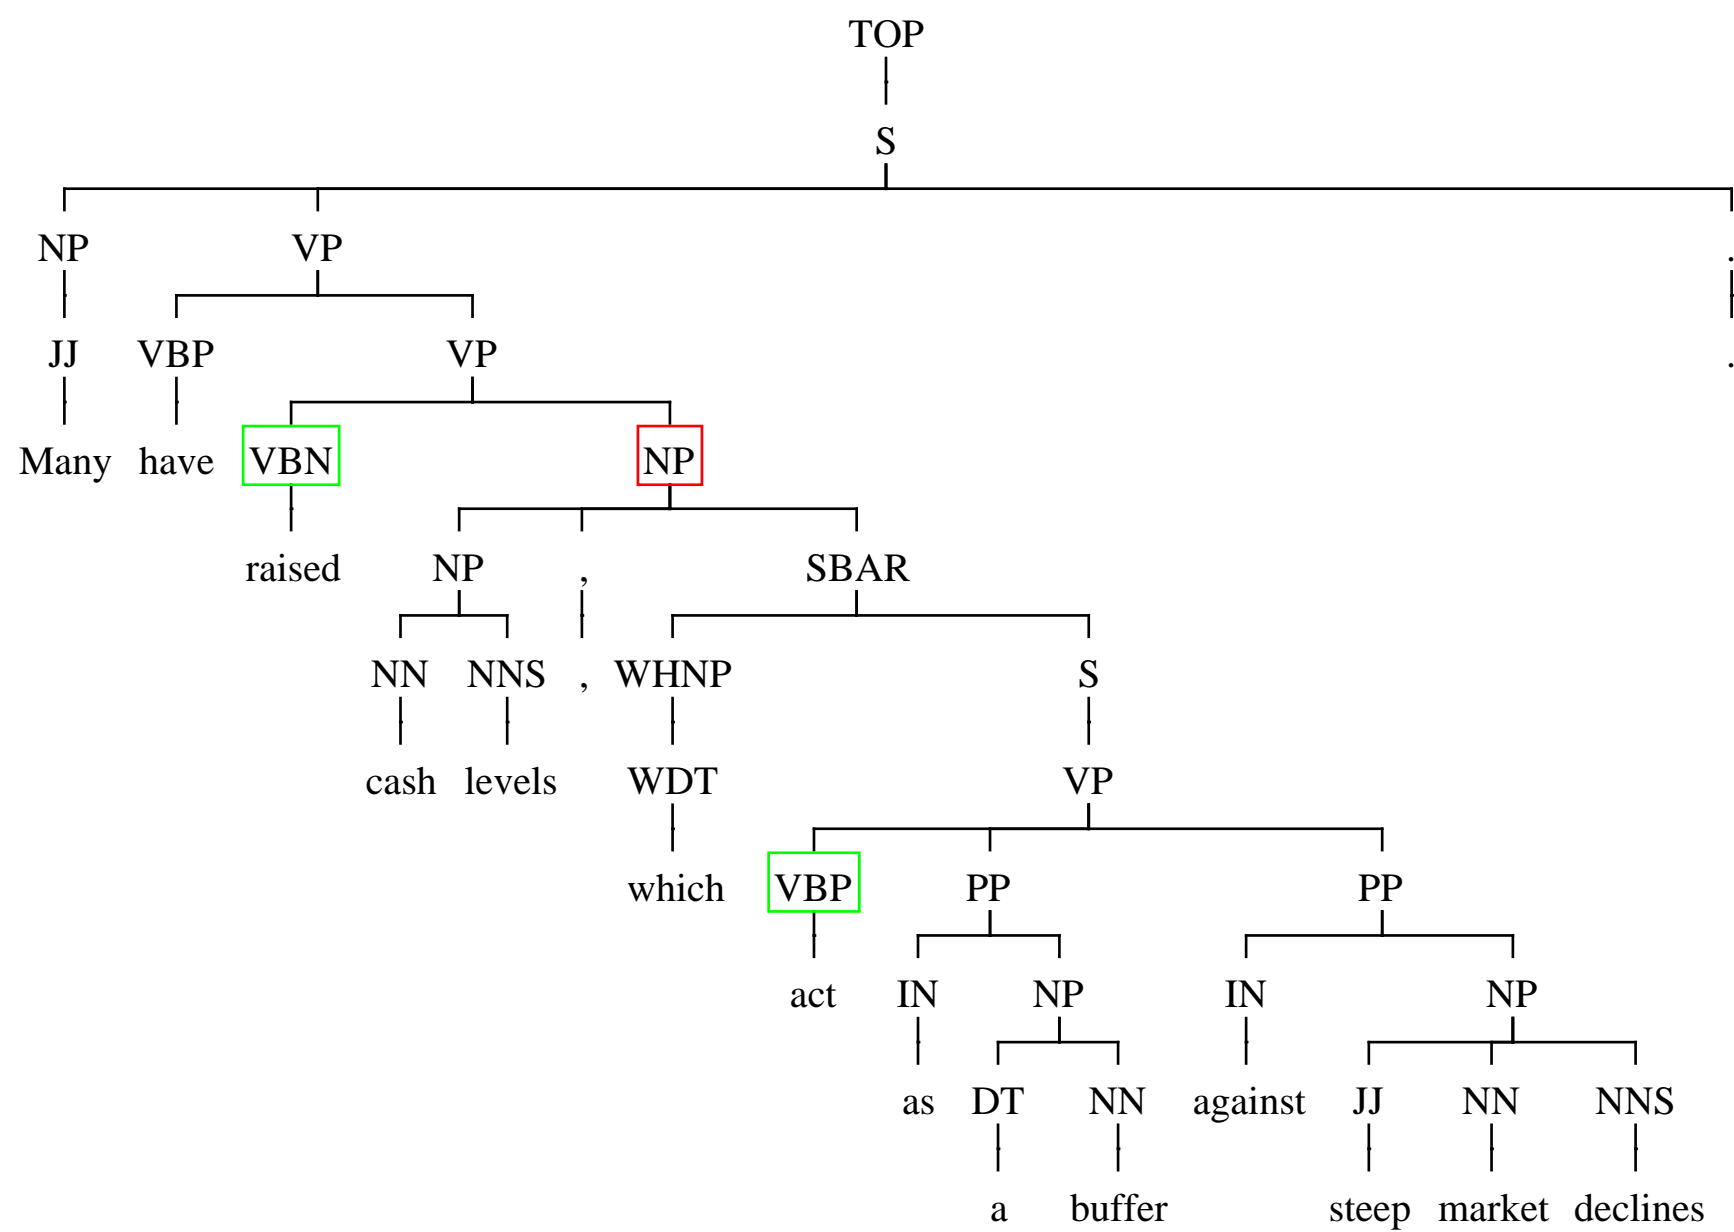 TOP
S
NP VP .
JJ VBP VP .
Many have VBN NP
raised NP , SBAR
NN NNS , WHNP S
cash levels WDT VP
which VBP PP PP
act IN NP IN NP
as DT NN against JJ NN NNS
a buffer steep market declines